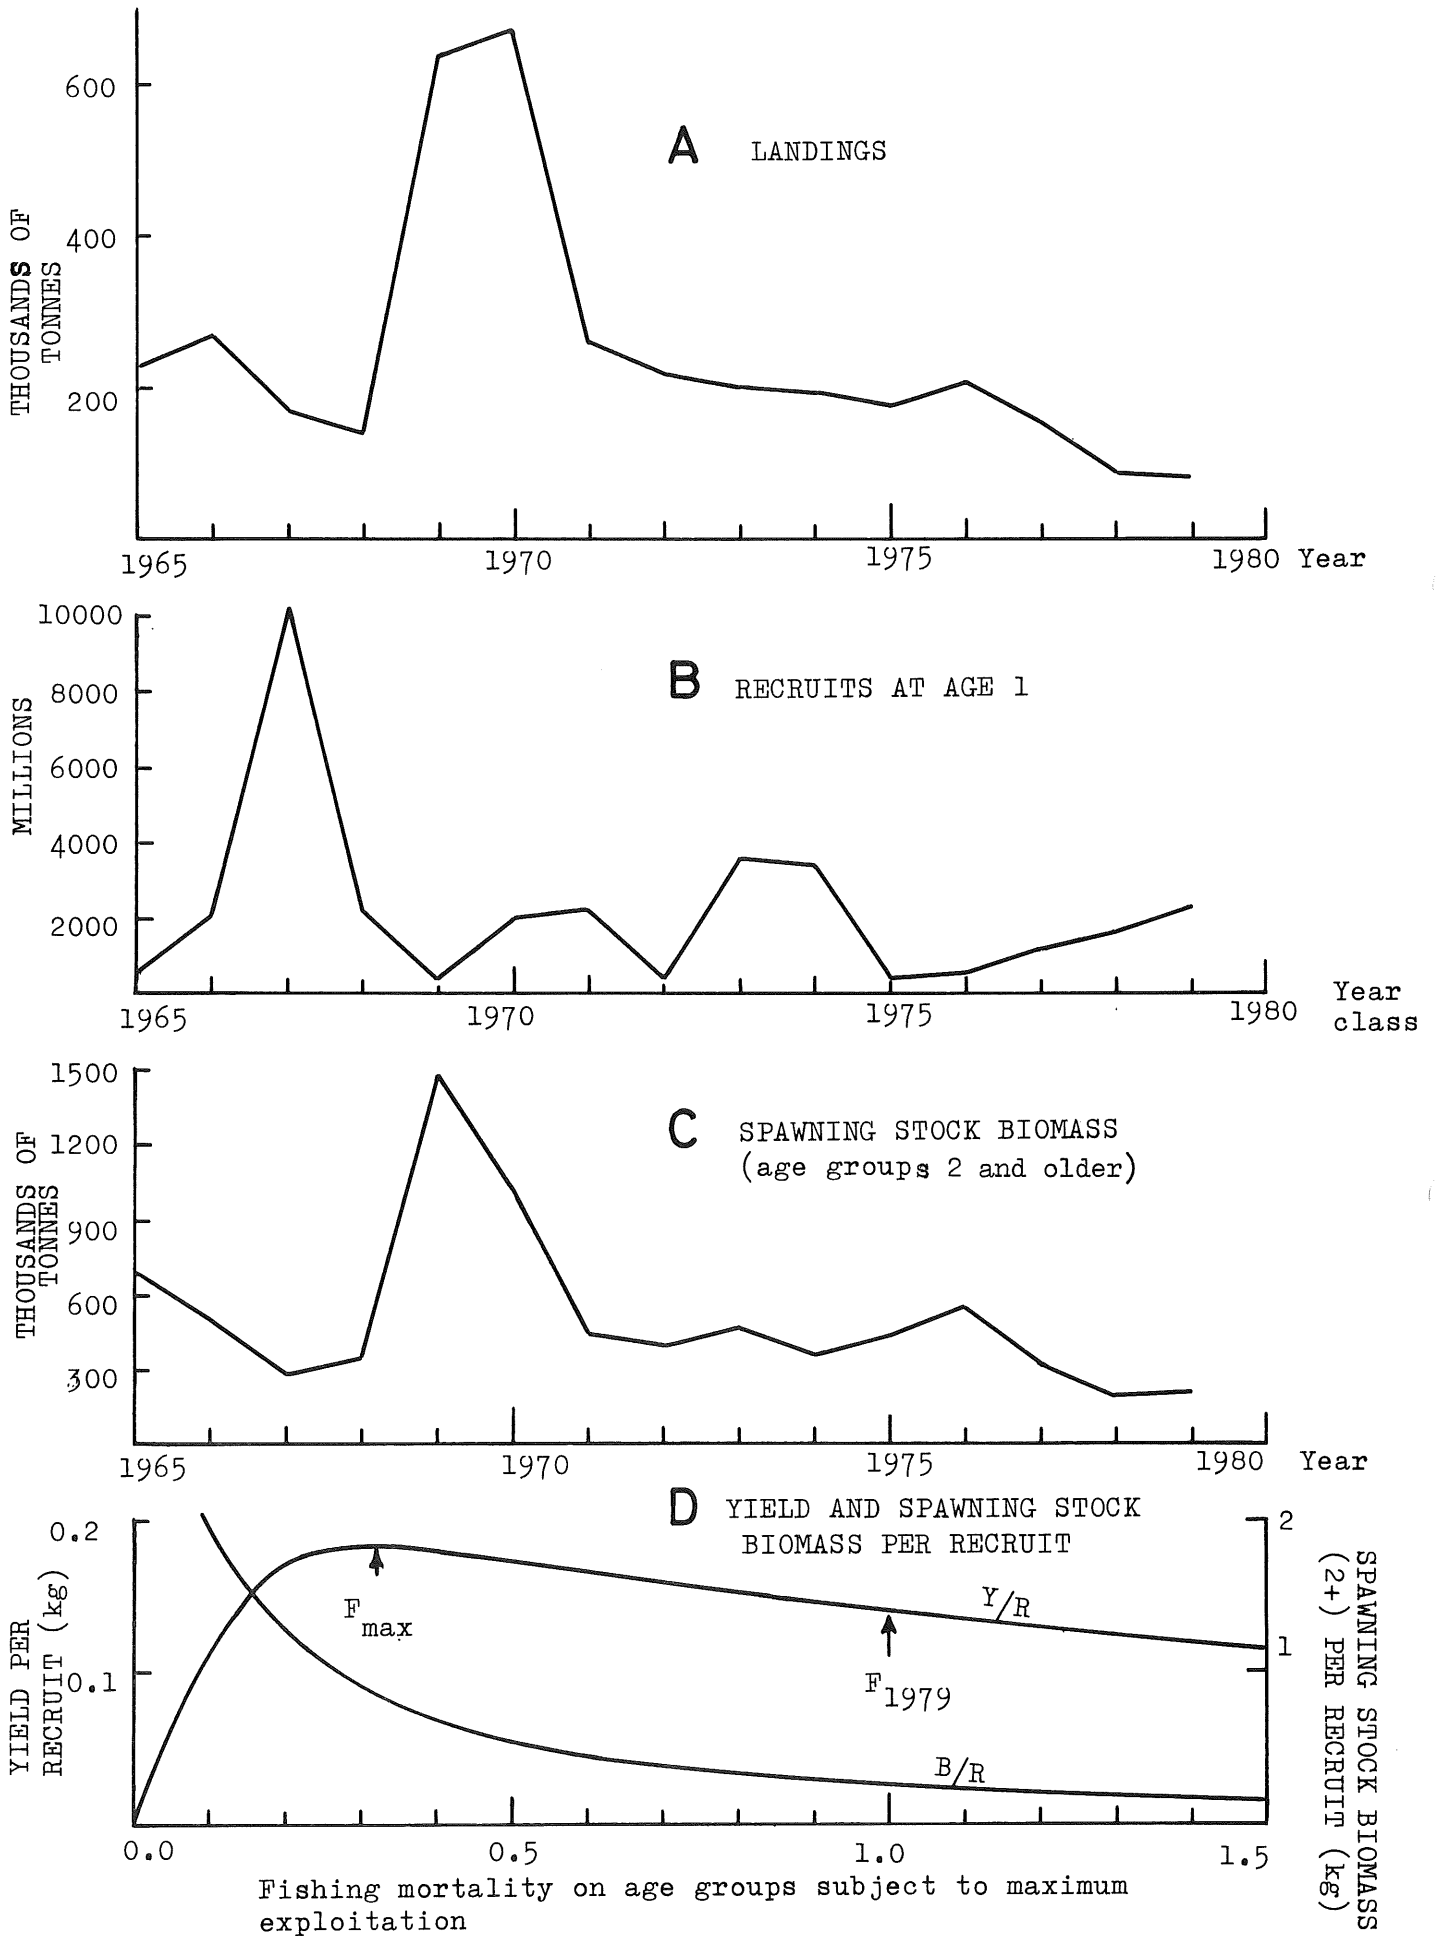 A LANDINGS
THOUSANDS OF
TONNES
600
400
200
1965
1970
1975
1980 Year
B RECRUITS AT AGE 1
MILLIONS
10000
8000
6000
4000
2000
1965
1970
1975
1980
Year
class
C SPAWNING STOCK BIOMASS
(age groups 2 and older)
THOUSANDS OF
TONNES
1500
1200
900
600
300
1965
1970
1975
1980 Year
D YIELD AND SPAWNING STOCK
BIOMASS PER RECRUIT
YIELD PER
RECRUIT (kg)
0.2
0.1
Fmax
Y/R
F1979
B/R
2
1
SPAWNING STOCK BIOMASS
(2+) PER RECRUIT (kg)
0.0
0.5
1.0
1.5
Fishing mortality on age groups subject to maximum
exploitation